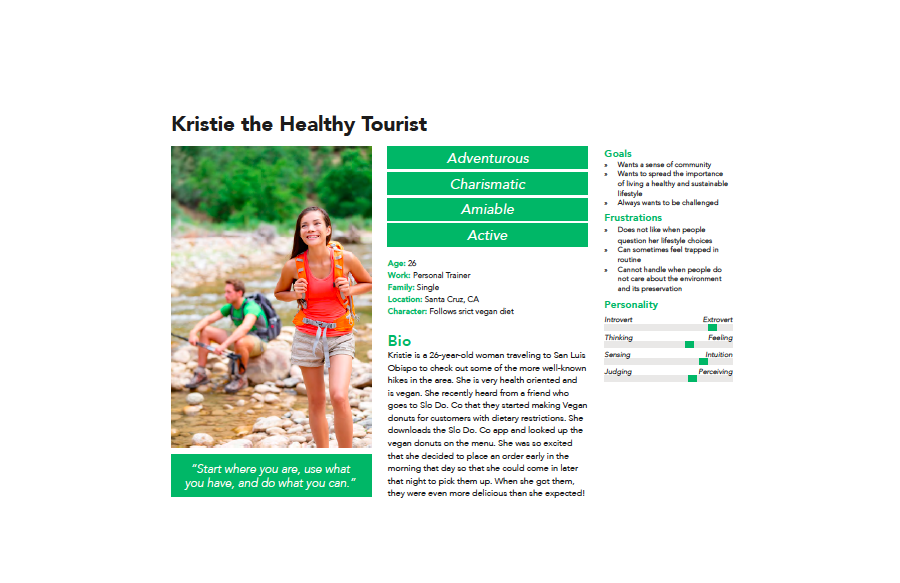 Kristie the Healthy Tourist
"Start where you are, use what
you have, and do what you can."
Adventurous
Charismatic
Amiable
Active
Age: 26
Work: Personal Trainer
Family: Single
Location: Santa Cruz, CA
Character: Follows srict vegan diet
Bio
Kristie is a 26-year-old woman traveling to San Luis
Obispo to check out some of the more well-known
hikes in the area. She is very health oriented and
is vegan. She recently heard from a friend who
goes to Slo Do. Co that they started making Vegan
donuts for customers with dietary restrictions. She
downloads the Slo Do. Co app and looked up the
vegan donuts on the menu. She was so excited
that she decided to place an order early in the
morning that day so that she could come in later
that night to pick them up. When she got them,
they were even more delicious than she expected!
Goals
» Wants a sense of community
» Wants to spread the importance
of living a healthy and sustainable
lifestyle
» Always wants to be challenged
Frustrations
» Does not like when people
question her lifestyle choices
» Can sometimes feel trapped in
routine
» Cannot handle when people do
not care about the environment
and its preservation
Personality
Introvert Extrovert
Thinking Feeling
Sensing Intuition
Judging Perceiving